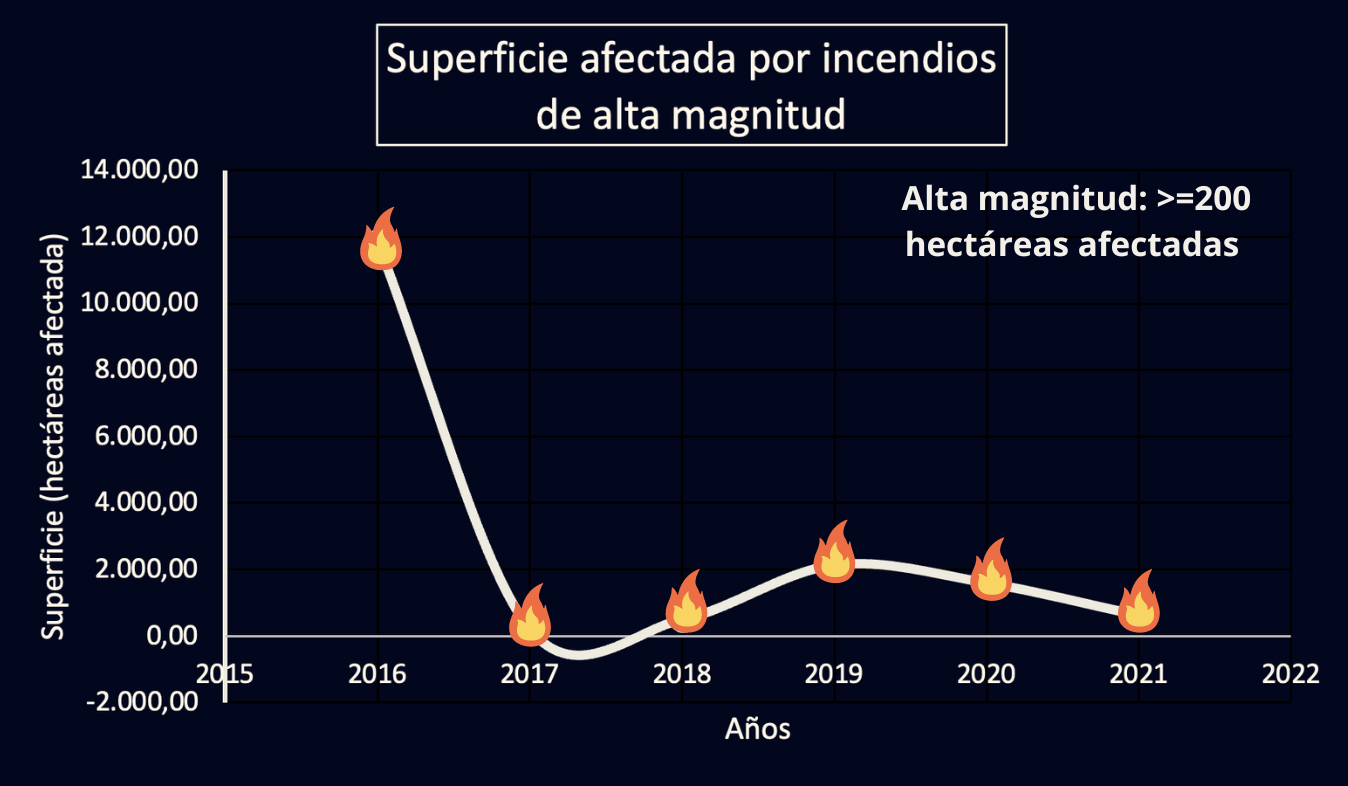 Superficie afectada por incendios
de alta magnitud
Alta magnitud: >=200
hectáreas afectadas
Superficie (hectáreas afectada)
14.000,00
12.000,00
10.000,00
8.000,00
6.000,00
4.000,00
2.000,00
0,00
-2.000,00
2015 2016 2017 2018 2019 2020 2021 2022
Años